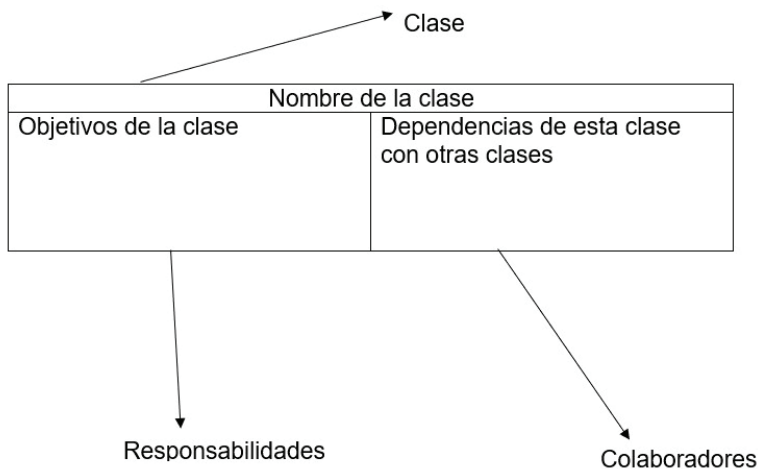 Clase
Nombre de la clase
Objetivos de la clase
Dependencias de esta clase
con otras clases
Responsabilidades
Colaboradores